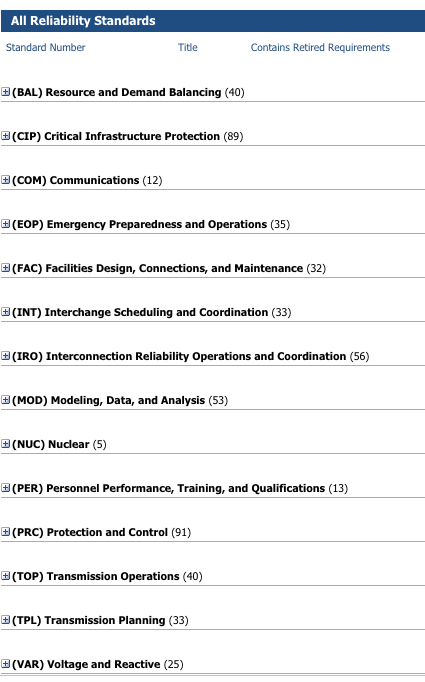 All Reliability Standards
Standard Number Title Contains Retired Requirements
(BAL) Resource and Demand Balancing (40)
(CIP) Critical Infrastructure Protection (89)
(COM) Communications (12)
(EOP) Emergency Preparedness and Operations (35)
(FAC) Facilities Design, Connections, and Maintenance (32)
(INT) Interchange Scheduling and Coordination (33)
(IRO) Interconnection Reliability Operations and Coordination (56)
(MOD) Modeling, Data, and Analysis (53)
(NUC) Nuclear (5)
(PER) Personnel Performance, Training, and Qualifications (13)
(PRC) Protection and Control (91)
(TOP) Transmission Operations (40)
(TPL) Transmission Planning (33)
(VAR) Voltage and Reactive (25)